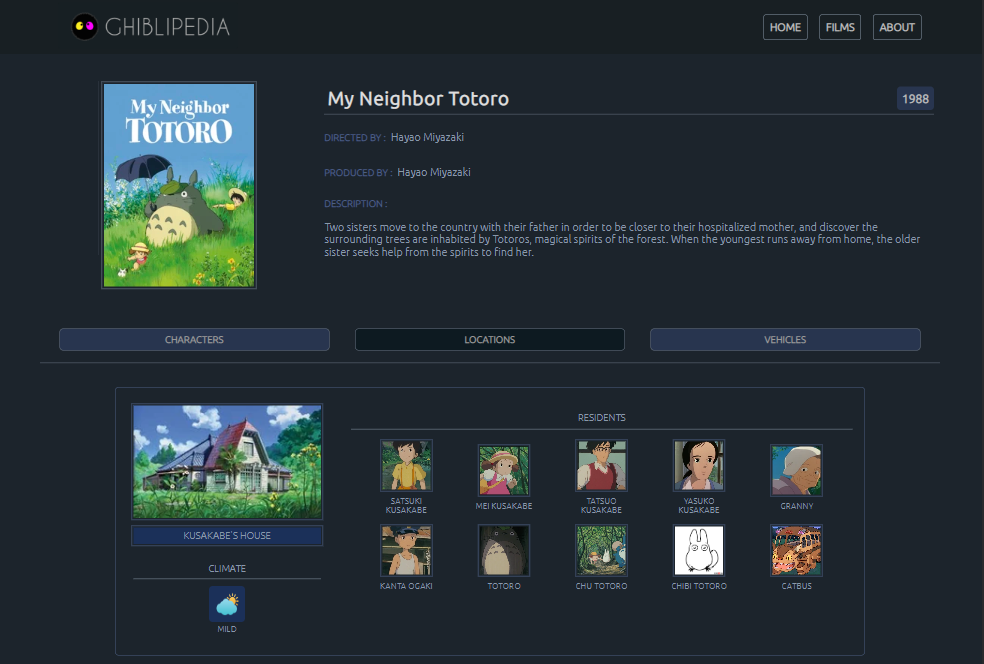 GHIBLIPEDIA
HOME
FILMS
ABOUT
My Neighbor
TOTORO
My Neighbor Totoro
1988
DIRECTED BY : Hayao Miyazaki
PRODUCED BY : Hayao Miyazaki
DESCRIPTION :
Two sisters move to the country with their father in order to be closer to their hospitalized mother, and discover the
surrounding trees are inhabited by Totoros, magical spirits of the forest. When the youngest runs away from home, the older
sister seeks help from the spirits to find her.
CHARACTERS
LOCATIONS
VEHICLES
KUSAKABE'S HOUSE
CLIMATE
MILD
RESIDENTS
SATSUKI
KUSAKABE
MEI KUSAKABE
TATSUO
KUSAKABE
YASUKO
KUSAKABE
GRANNY
KANTA OGAKI
TOTORO
CHU TOTORO
CHIBI TOTORO
CATBUS